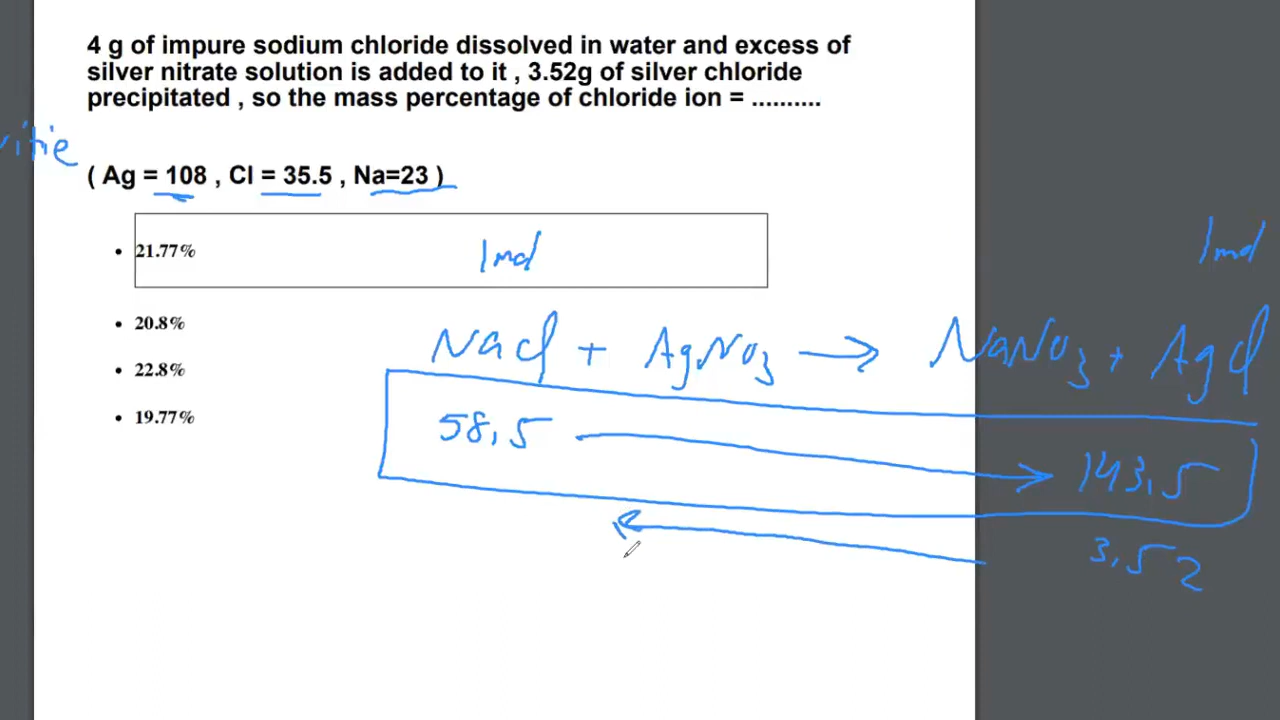 4 g of impure sodium chloride dissolved in water and excess of
silver nitrate solution is added to it , 3.52g of silver chloride
precipitated , so the mass percentage of chloride ion = ..........
( Ag = 108 , Cl = 35.5 , Na=23 )
• 21.77%
1mol
1mol
• 20.8%
NaCl + AgNO3 → NaNO3 + AgCl
• 22.8%
• 19.77%
58,5 → 143,5
3,52